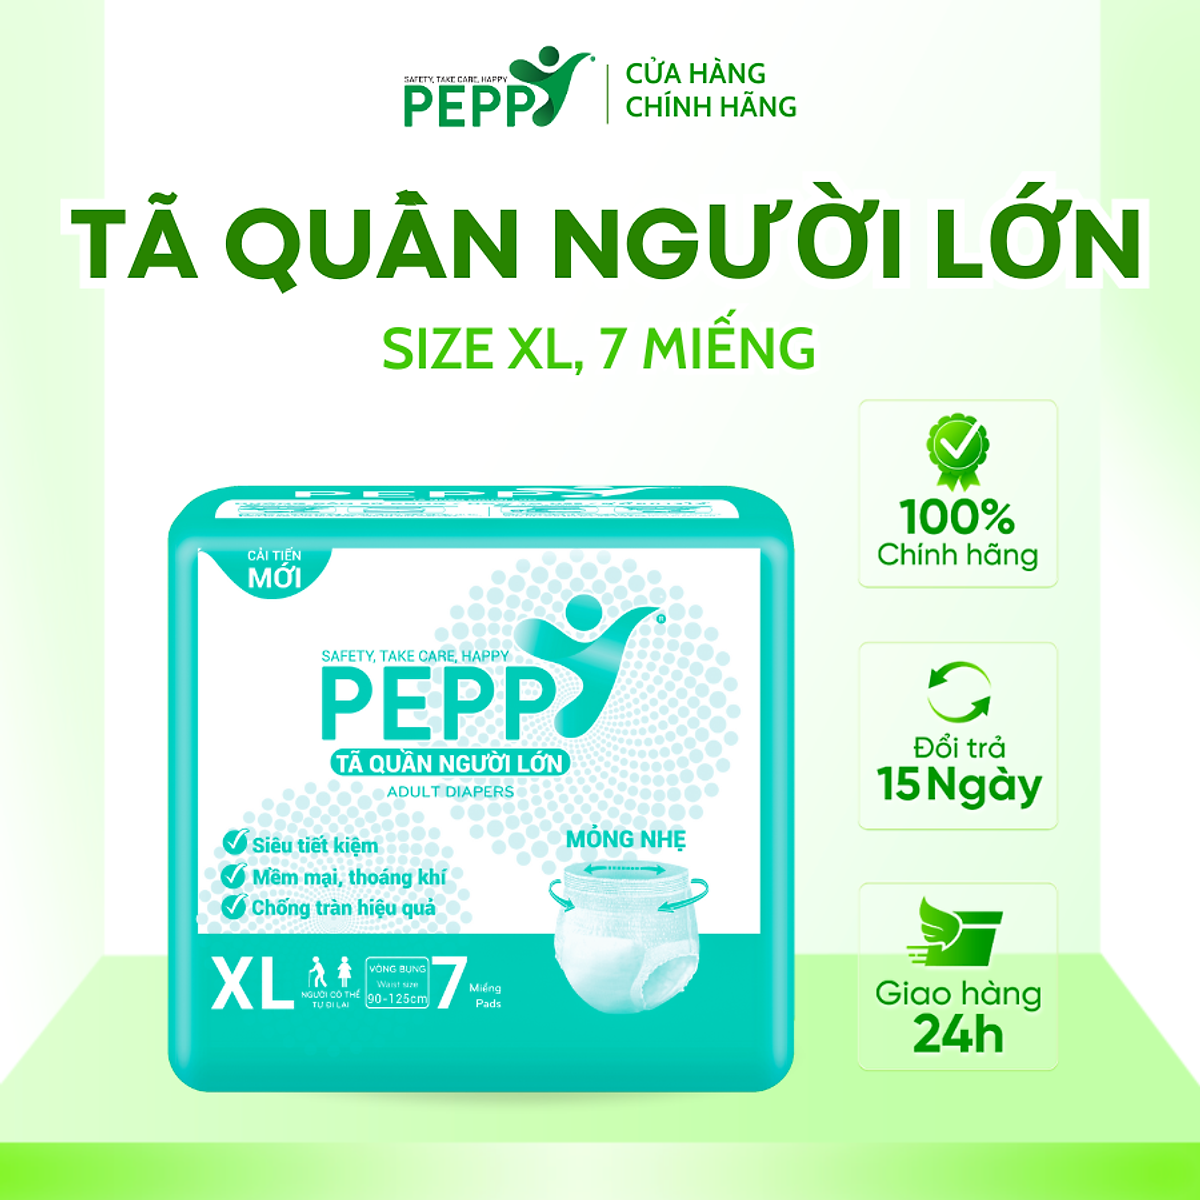 SAFETY, TAKE CARE, HAPPY
PEPPY
CỬA HÀNG
CHÍNH HÃNG
TÃ QUẦN NGƯỜI LỚN
SIZE XL, 7 MIẾNG
100%
Chính hãng
Đổi trả
15 Ngày
Giao hàng
24h
PEPPY
CẢI TIẾN
MỚI
SAFETY, TAKE CARE, HAPPY
PEPPY®
TÃ QUẦN NGƯỜI LỚN
ADULT DIAPERS
Siêu tiết kiệm
Mềm mại, thoáng khí
Chống tràn hiệu quả
MỎNG NHẸ
XL
NGƯỜI CÓ THỂ
TỰ ĐI LẠI
VÒNG BỤNG
Waist size
90-125cm
7
Miếng
Pads